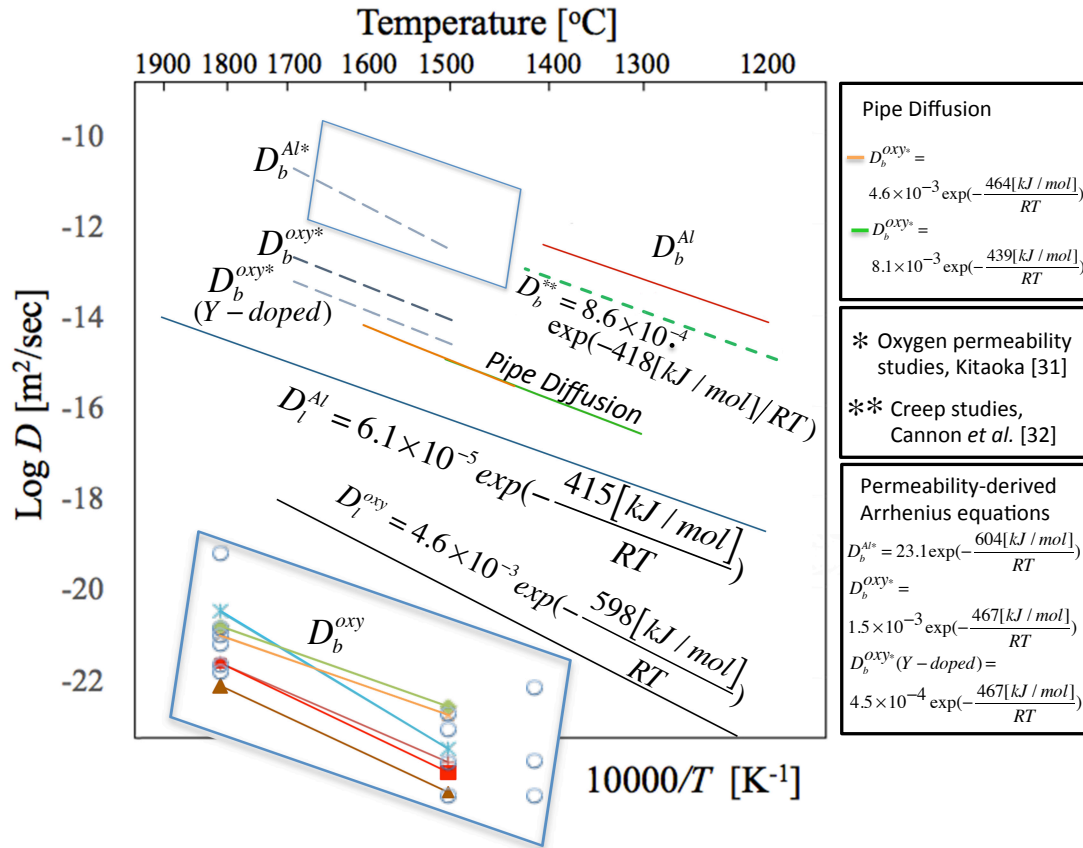 Temperature [°C]
1900 1800 1700 1600 1500 1400 1300 1200
Log D [m²/sec]
-10
-12
-14
-16
-18
-20
-22
D_b^{Al*}
D_b^{oxy*}
D_b^{oxy*}
(Y − doped)
D_b^{Al}
D_b^{**} = 8.6×10^{-4}
exp(−418[kJ / mol]/RT)
Pipe Diffusion
D_l^{Al} = 6.1×10^{-5} exp(−415[kJ / mol]/RT)
D_l^{oxy} = 4.6×10^{-3} exp(−598[kJ / mol]/RT)
D_b^{oxy}
10000/T [K⁻¹]
Pipe Diffusion
D_b^{oxy*} =
4.6×10^{-3} exp(−464[kJ / mol]/RT)
D_b^{oxy*} =
8.1×10^{-3} exp(−439[kJ / mol]/RT)
* Oxygen permeability
studies, Kitaoka [31]
** Creep studies,
Cannon et al. [32]
Permeability-derived
Arrhenius equations
D_b^{Al*} = 23.1exp(−604[kJ / mol]/RT)
D_b^{oxy*} =
1.5×10^{-3} exp(−467[kJ / mol]/RT)
D_b^{oxy*}(Y − doped) =
4.5×10^{-4} exp(−467[kJ / mol]/RT)